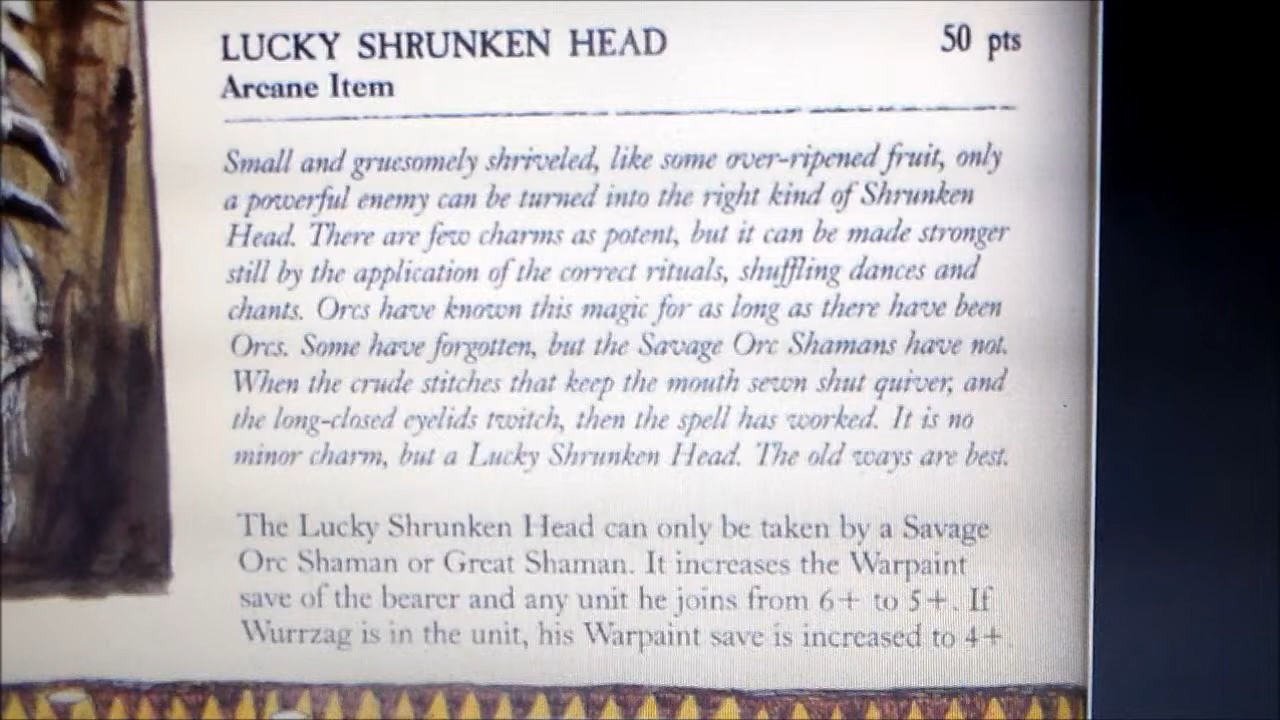 LUCKY SHRUNKEN HEAD 50 pts
Arcane Item
Small and gruesomely shriveled, like some over-ripened fruit, only
a powerful enemy can be turned into the right kind of Shrunken
Head. There are few charms as potent, but it can be made stronger
still by the application of the correct rituals, shuffling dances and
chants. Orcs have known this magic for as long as there have been
Orcs. Some have forgotten, but the Savage Orc Shamans have not.
When the crude stitches that keep the mouth sewn shut quiver, and
the long-closed eyelids twitch, then the spell has worked. It is no
minor charm, but a Lucky Shrunken Head. The old ways are best.
The Lucky Shrunken Head can only be taken by a Savage
Orc Shaman or Great Shaman. It increases the Warpaint
save of the bearer and any unit he joins from 6+ to 5+. If
Wurrzag is in the unit, his Warpaint save is increased to 4+.